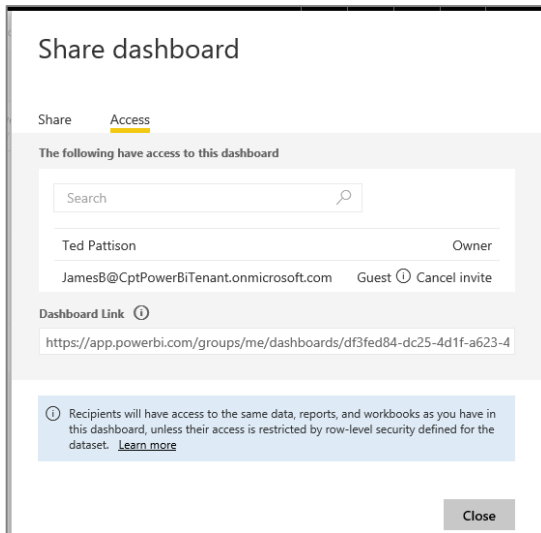 Share dashboard
Share Access
The following have access to this dashboard
Search
Ted Pattison Owner
JamesB@CptPowerBiTenant.onmicrosoft.com Guest Cancel invite
Dashboard Link
https://app.powerbi.com/groups/me/dashboards/df3fed84-dc25-4d1f-a623-4
Recipients will have access to the same data, reports, and workbooks as you have in
this dashboard, unless their access is restricted by row-level security defined for the
dataset. Learn more
Close